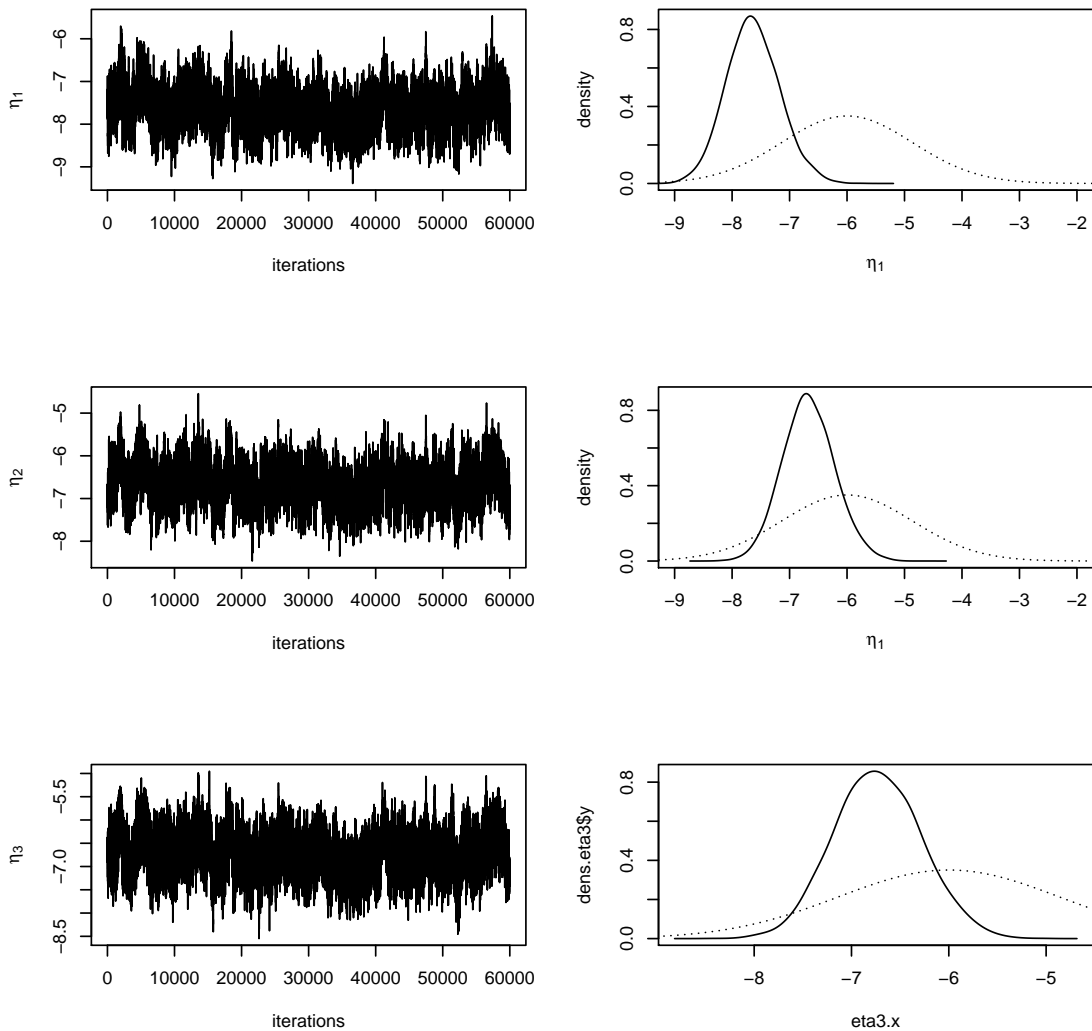 η1
−9 −8 −7 −6
0 10000 20000 30000 40000 50000 60000
iterations
density
0.0 0.4 0.8
−9 −8 −7 −6 −5 −4 −3 −2
η1
η2
−8 −7 −6 −5
0 10000 20000 30000 40000 50000 60000
iterations
density
0.0 0.4 0.8
−9 −8 −7 −6 −5 −4 −3 −2
η1
η3
−8.5 −7.0 −5.5
0 10000 20000 30000 40000 50000 60000
iterations
dens.eta3$y
0.0 0.4 0.8
−8 −7 −6 −5
eta3.x